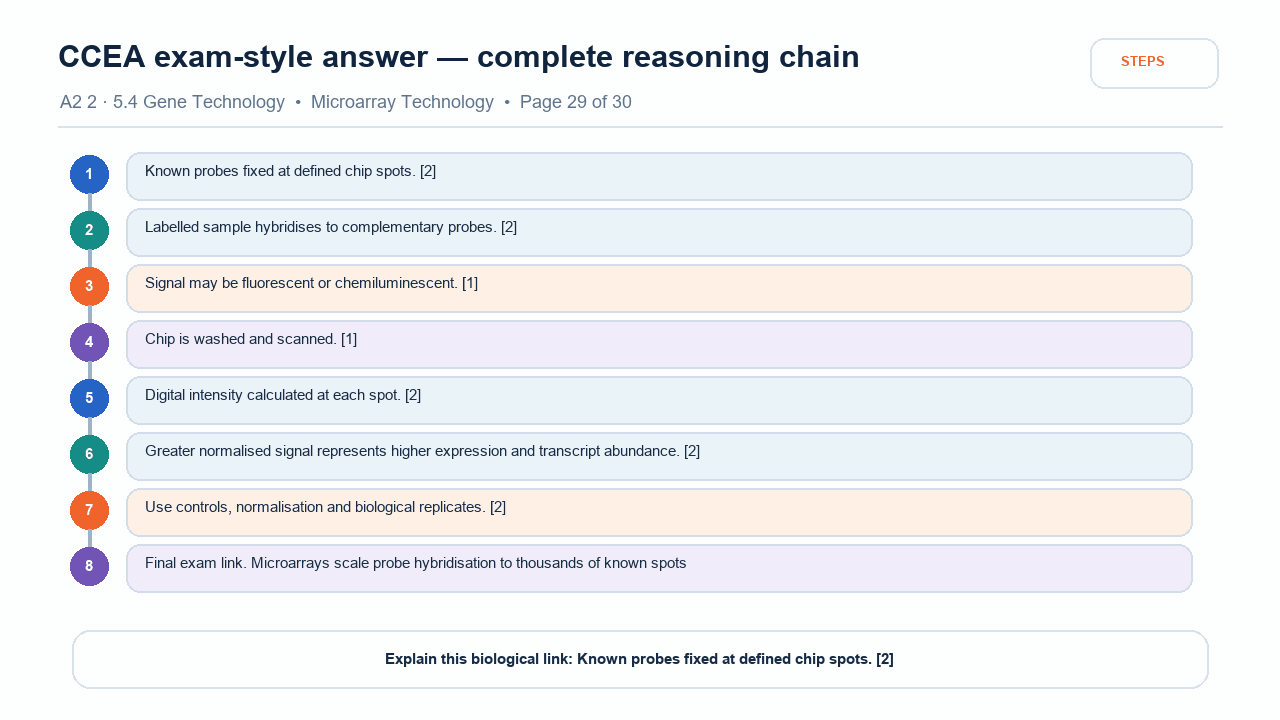 CCEA exam-style answer — complete reasoning chain
STEPS
A2 2 · 5.4 Gene Technology • Microarray Technology • Page 29 of 30
1 Known probes fixed at defined chip spots. [2]
2 Labelled sample hybridises to complementary probes. [2]
3 Signal may be fluorescent or chemiluminescent. [1]
4 Chip is washed and scanned. [1]
5 Digital intensity calculated at each spot. [2]
6 Greater normalised signal represents higher expression and transcript abundance. [2]
7 Use controls, normalisation and biological replicates. [2]
8 Final exam link. Microarrays scale probe hybridisation to thousands of known spots
Explain this biological link: Known probes fixed at defined chip spots. [2]